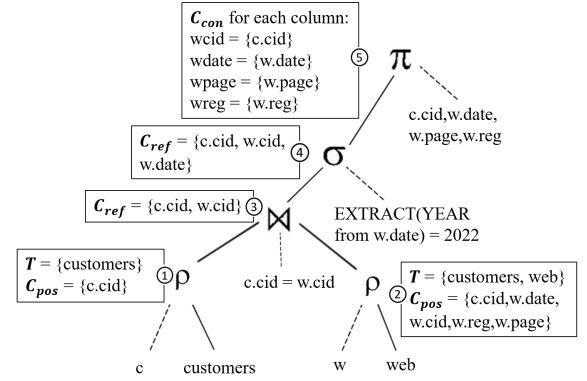 C_con for each column:
wcid = {c.cid}
wdate = {w.date}
wpage = {w.page}
wreg = {w.reg}
⑤
π
c.cid,w.date,
w.page,w.reg
C_ref = {c.cid, w.cid,
w.date}
④
σ
EXTRACT(YEAR
from w.date) = 2022
C_ref = {c.cid, w.cid}
③
⋈
c.cid = w.cid
T = {customers}
C_pos = {c.cid}
①
ρ
ρ
②
T = {customers, web}
C_pos = {c.cid,w.date,
w.cid,w.reg,w.page}
c
customers
w
web